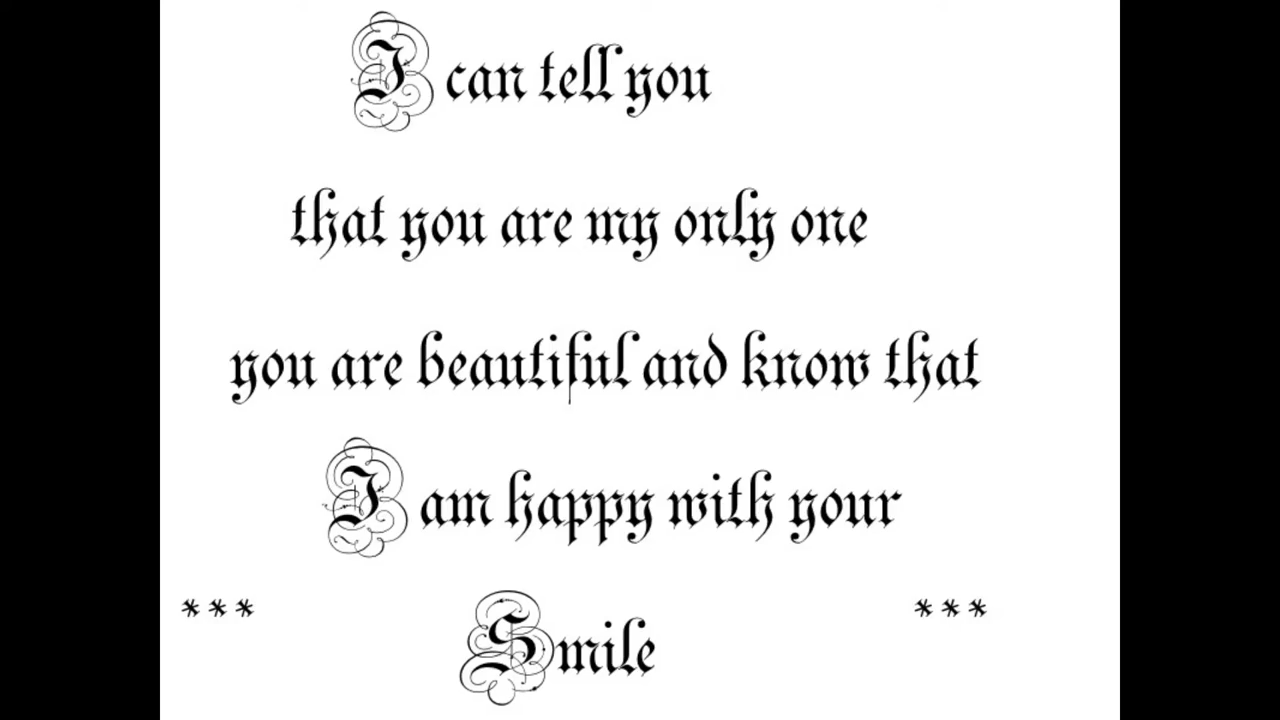 I can tell you
that you are my only one
you are beautiful and know that
I am happy with your
*** Smile ***